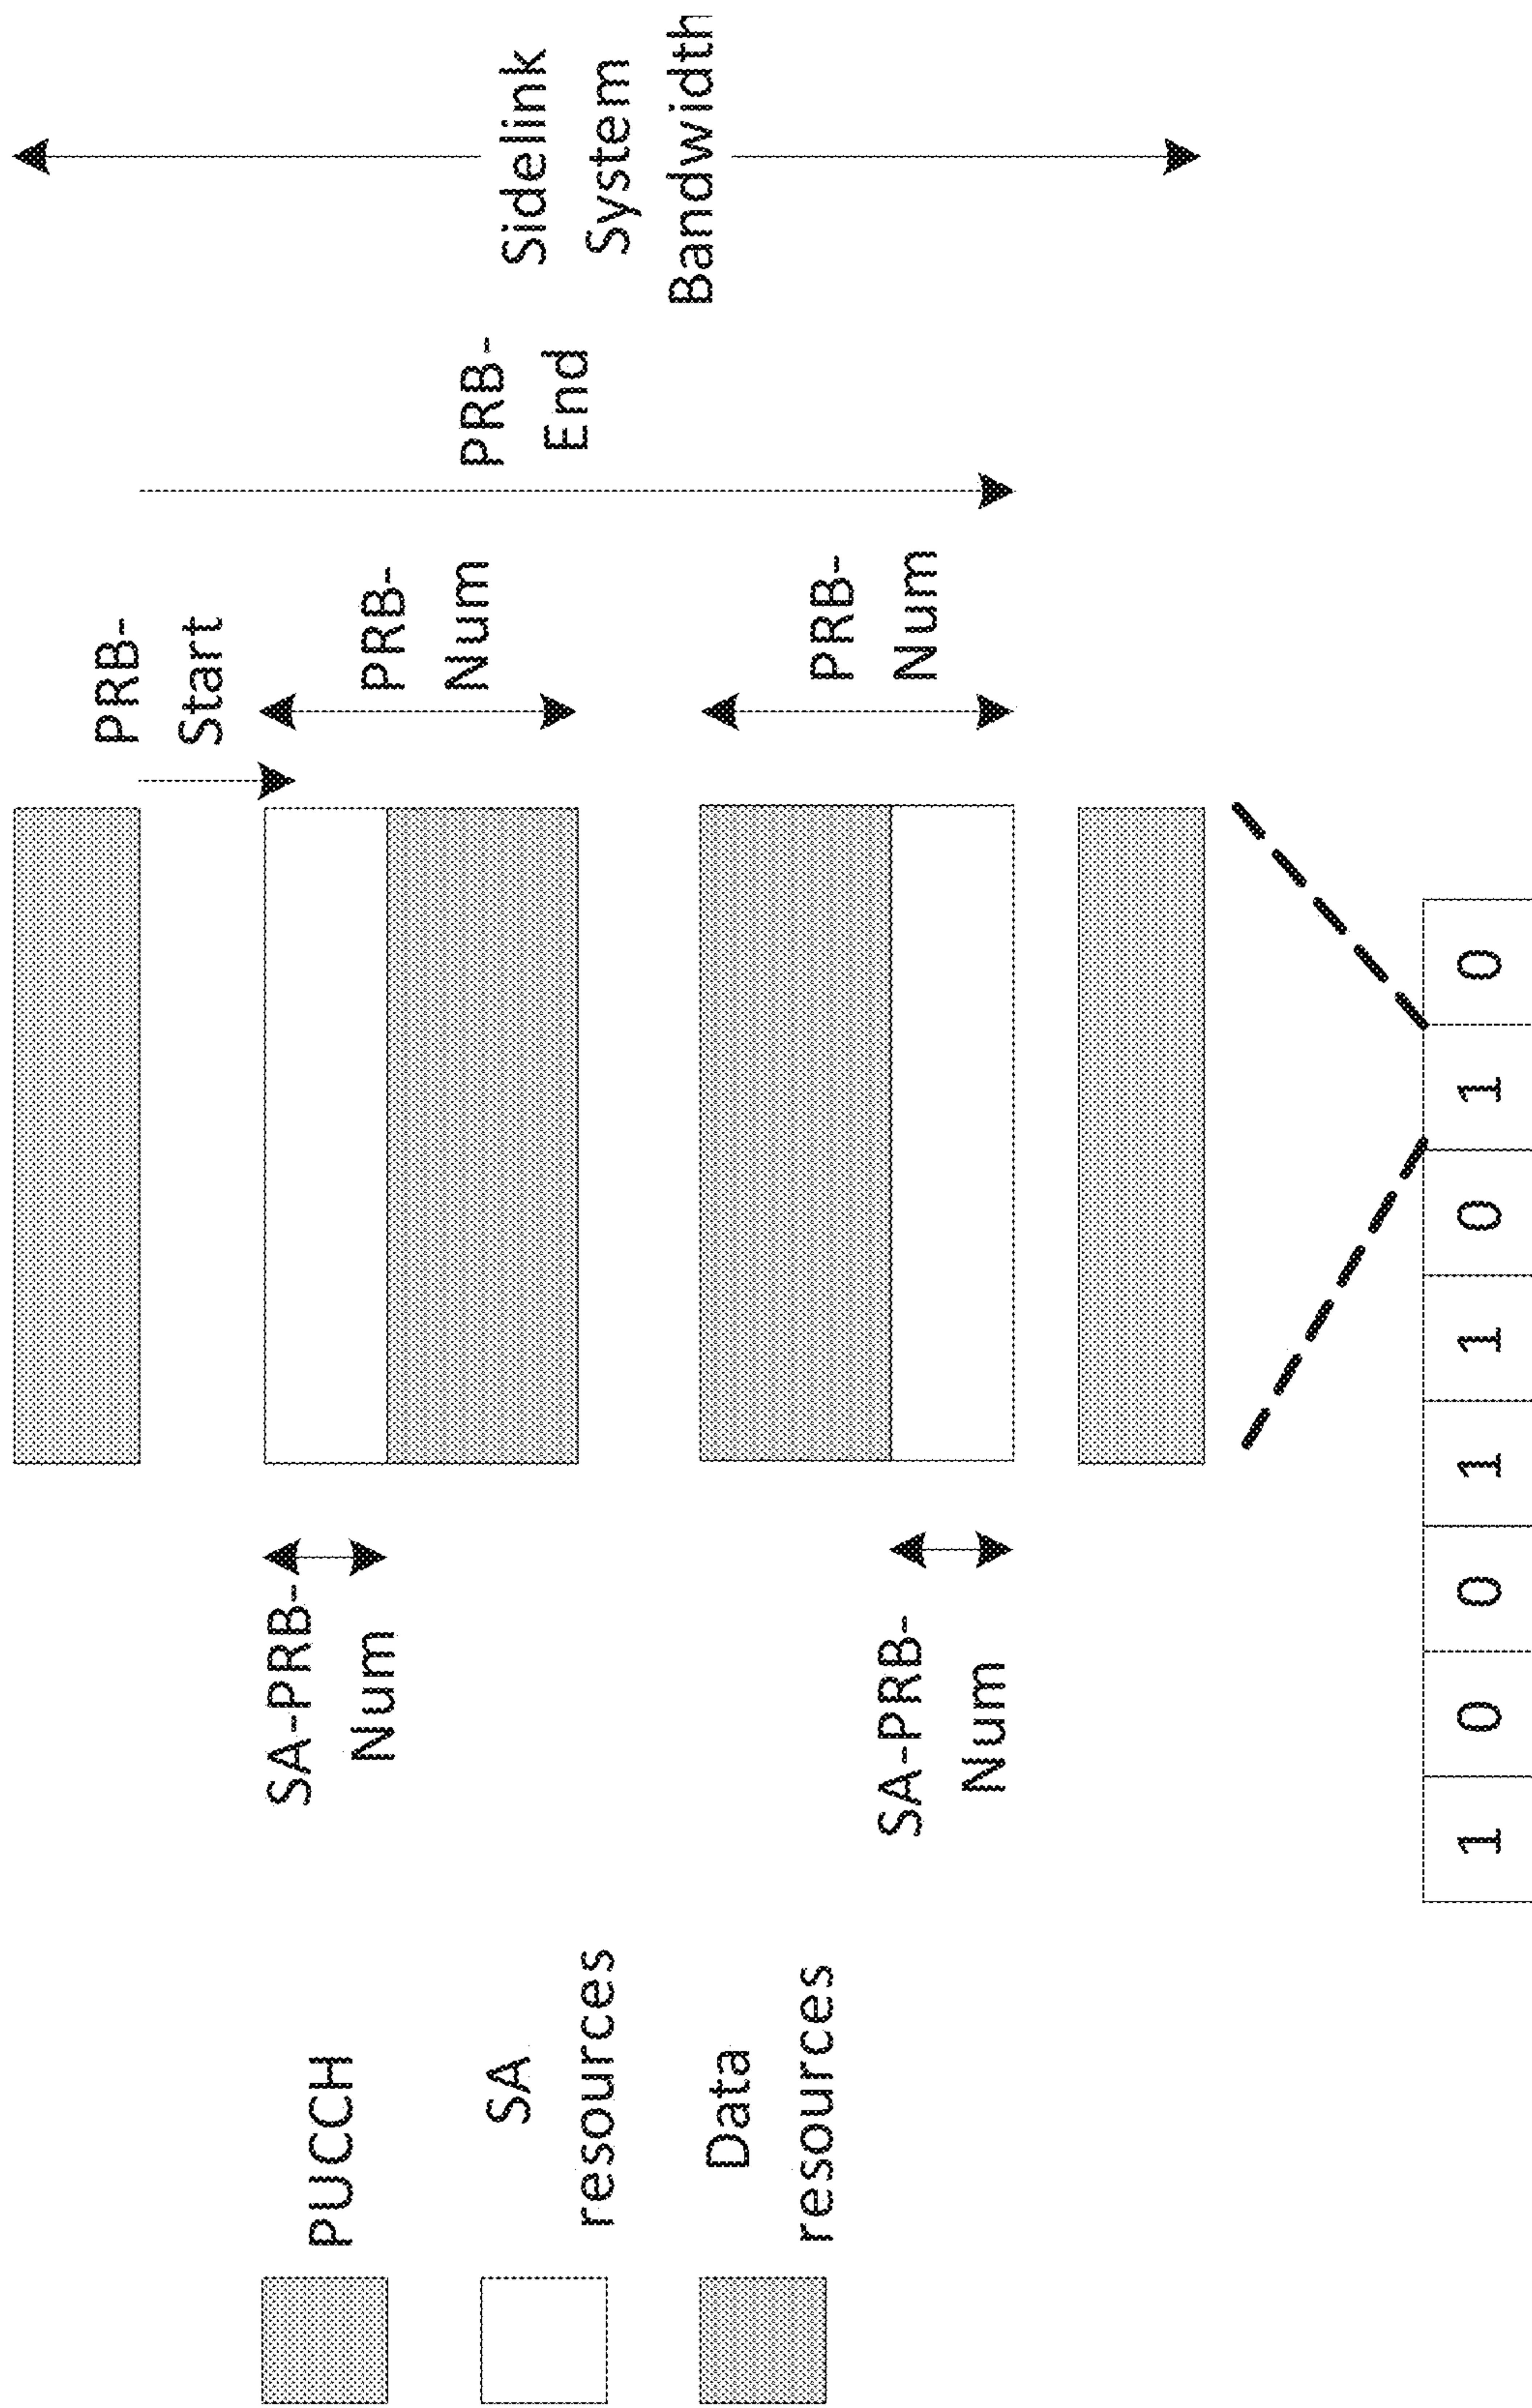 PUCCH
SA
resources
Data
resources
SA-PRB-
Num
SA-PRB-
Num
PRB-
Start
PRB-
Num
PRB-
Num
PRB-
End
Sidelink
System
Bandwidth
1 0 0 1 1 0 1 0